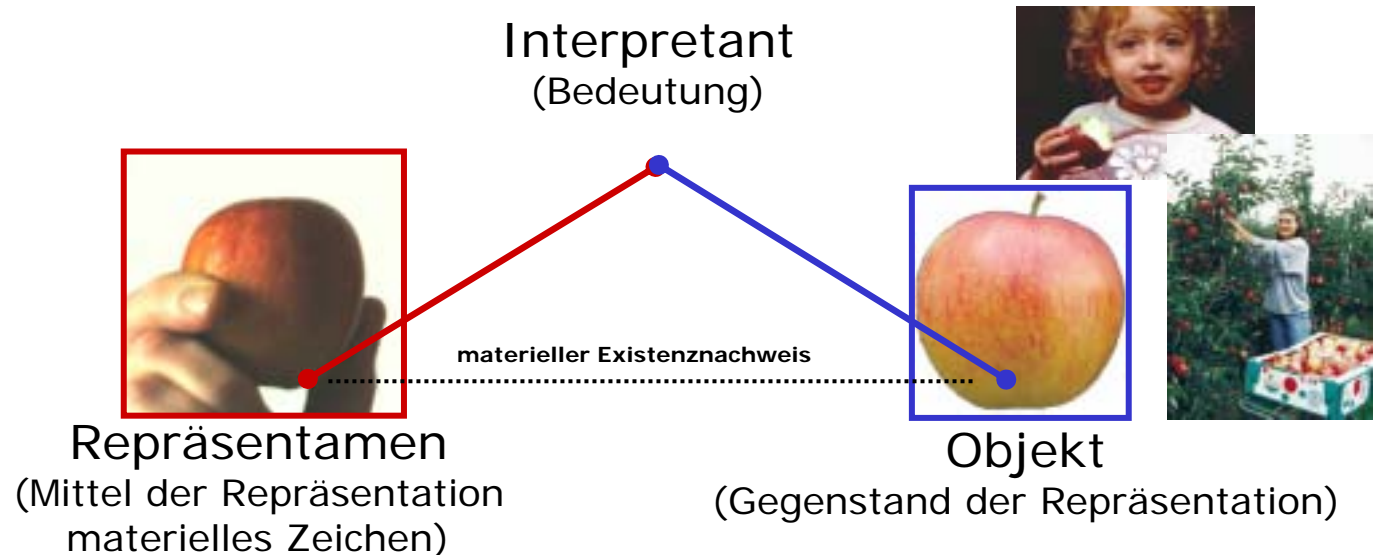 Interpretant
(Bedeutung)
materieller Existenznachweis
Repräsentamen
(Mittel der Repräsentation
materielles Zeichen)
Objekt
(Gegenstand der Repräsentation)